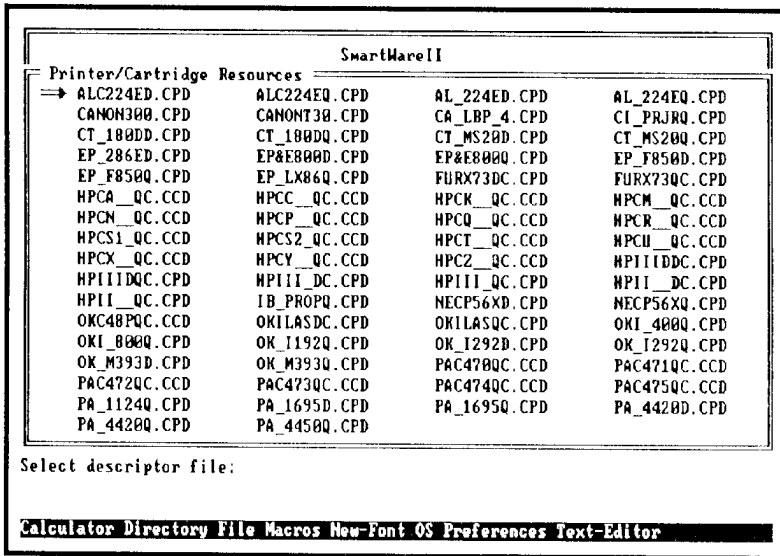 SmartWareII
Printer/Cartridge Resources
ALC224ED.CPD ALC224EQ.CPD AL_224ED.CPD AL_224EQ.CPD
CANON300.CPD CANONT30.CPD CA_LBP_4.CPD CI_PRJRQ.CPD
CT_180DD.CPD CT_180DQ.CPD CT_MS20D.CPD CT_MS20Q.CPD
EP_286ED.CPD EP&E800D.CPD EP&E800Q.CPD EP_F850D.CPD
EP_F850Q.CPD EP_LX86Q.CPD FURX73DC.CPD FURX73QC.CPD
HPCA__QC.CCD HPCC__QC.CCD HPCK__QC.CCD HPCM__QC.CCD
HPCN__QC.CCD HPCP__QC.CCD HPCQ__QC.CCD HPCR__QC.CCD
HPCS1_QC.CCD HPCS2_QC.CCD HPCT__QC.CCD HPCU__QC.CCD
HPCX__QC.CCD HPCY__QC.CCD HPCZ__QC.CCD HPIIIDDC.CPD
HPIIIDQC.CPD HPIII_DC.CPD HPIII_QC.CPD HPII__DC.CPD
HPII__QC.CPD IB_PROPQ.CPD NECP56XD.CPD NECP56XQ.CPD
OKC48PQC.CCD OKILASDC.CPD OKILASQC.CPD OKI_400Q.CPD
OKI_800Q.CPD OK_I192Q.CPD OK_I292D.CPD OK_I292Q.CPD
OK_M393D.CPD OK_M393Q.CPD PAC470QC.CCD PAC471QC.CCD
PAC472QC.CCD PAC473QC.CCD PAC474QC.CCD PAC475QC.CCD
PA_1124Q.CPD PA_1695D.CPD PA_1695Q.CPD PA_4420D.CPD
PA_4420Q.CPD PA_4450Q.CPD
Select descriptor file:
Calculator Directory File Macros New-Font OS Preferences Text-Editor